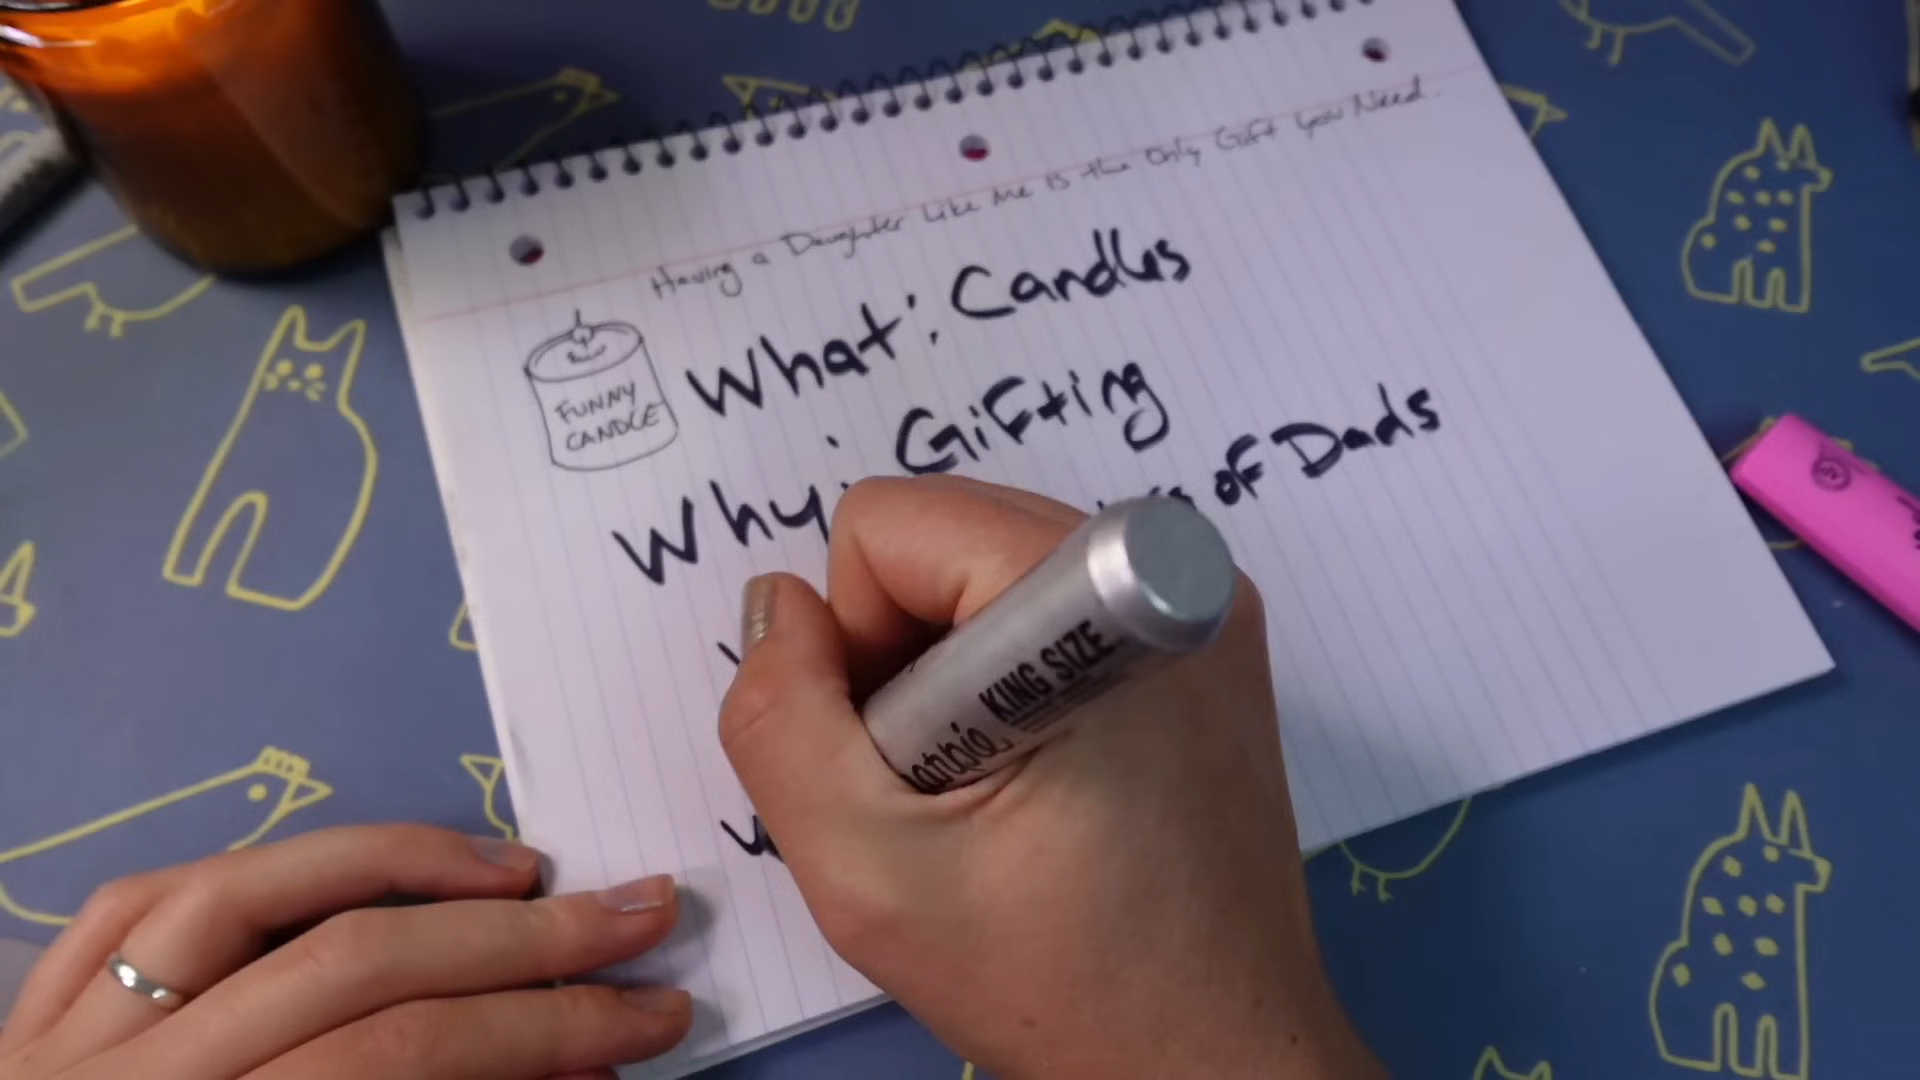 Having a Daughter Like Me Is the Only Gift You Need.
What: Candles
FUNNY
CANDLE
Why: Gifting
of Dads
KING SIZE